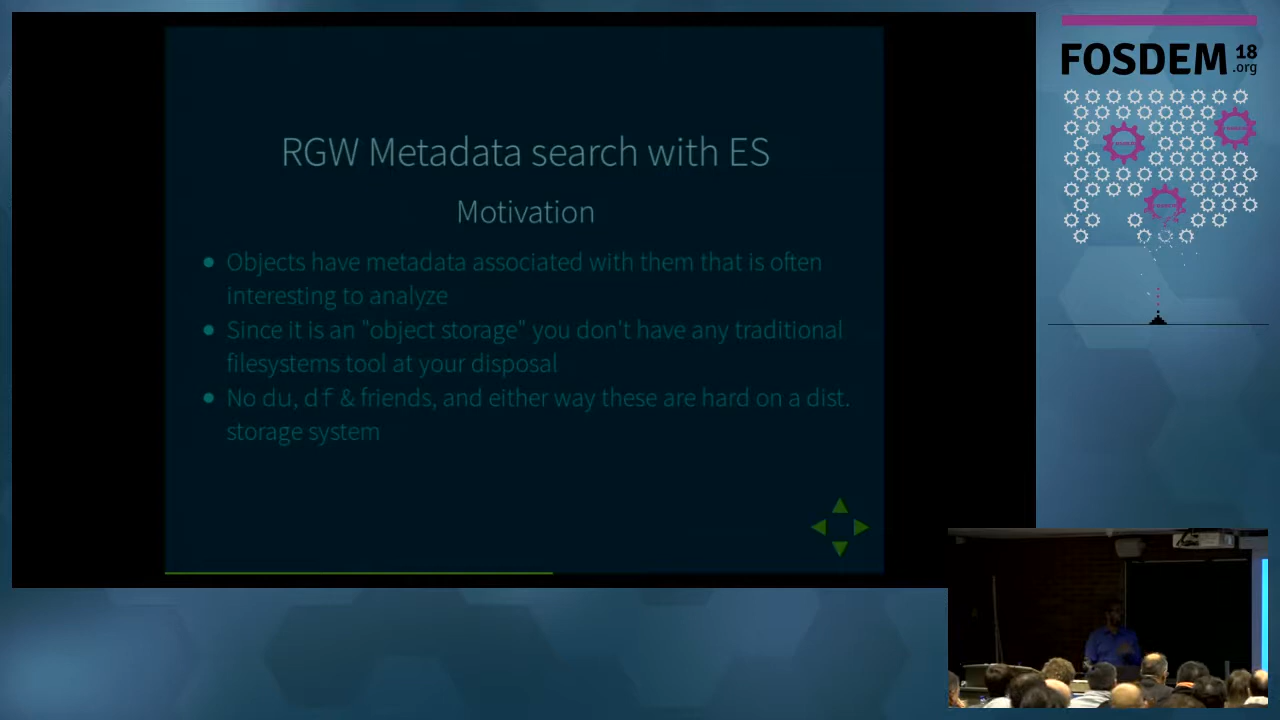 RGW Metadata search with ES
Motivation
Objects have metadata associated with them that is often
interesting to analyze
Since it is an "object storage" you don't have any traditional
filesystems tool at your disposal
No du, df & friends, and either way these are hard on a dist.
storage system
FOSDEM 18
.org